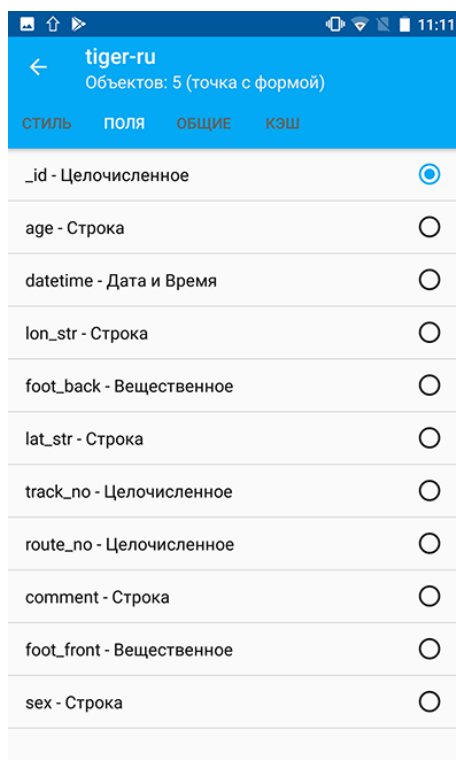 11:11
tiger-ru
Объектов: 5 (точка с формой)
СТИЛЬ ПОЛЯ ОБЩИЕ КЭШ
_id - Целочисленное
age - Строка
datetime - Дата и Время
lon_str - Строка
foot_back - Вещественное
lat_str - Строка
track_no - Целочисленное
route_no - Целочисленное
comment - Строка
foot_front - Вещественное
sex - Строка